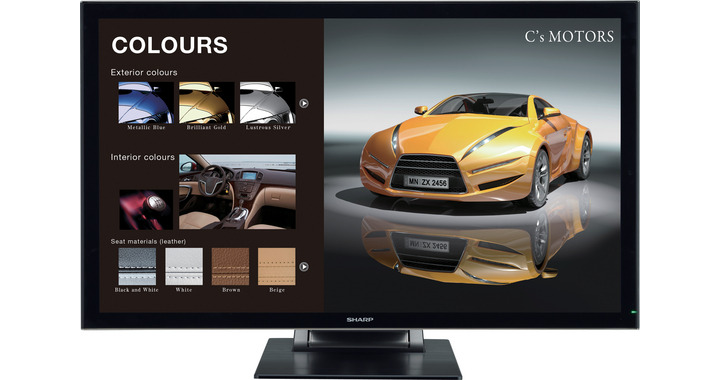 COLOURS
C's MOTORS
Exterior colours
Metallic Blue
Brilliant Gold
Lustrous Silver
Interior colours
MN ZX 2456
Seat materials (leather)
Black and White
White
Brown
Beige
SHARP